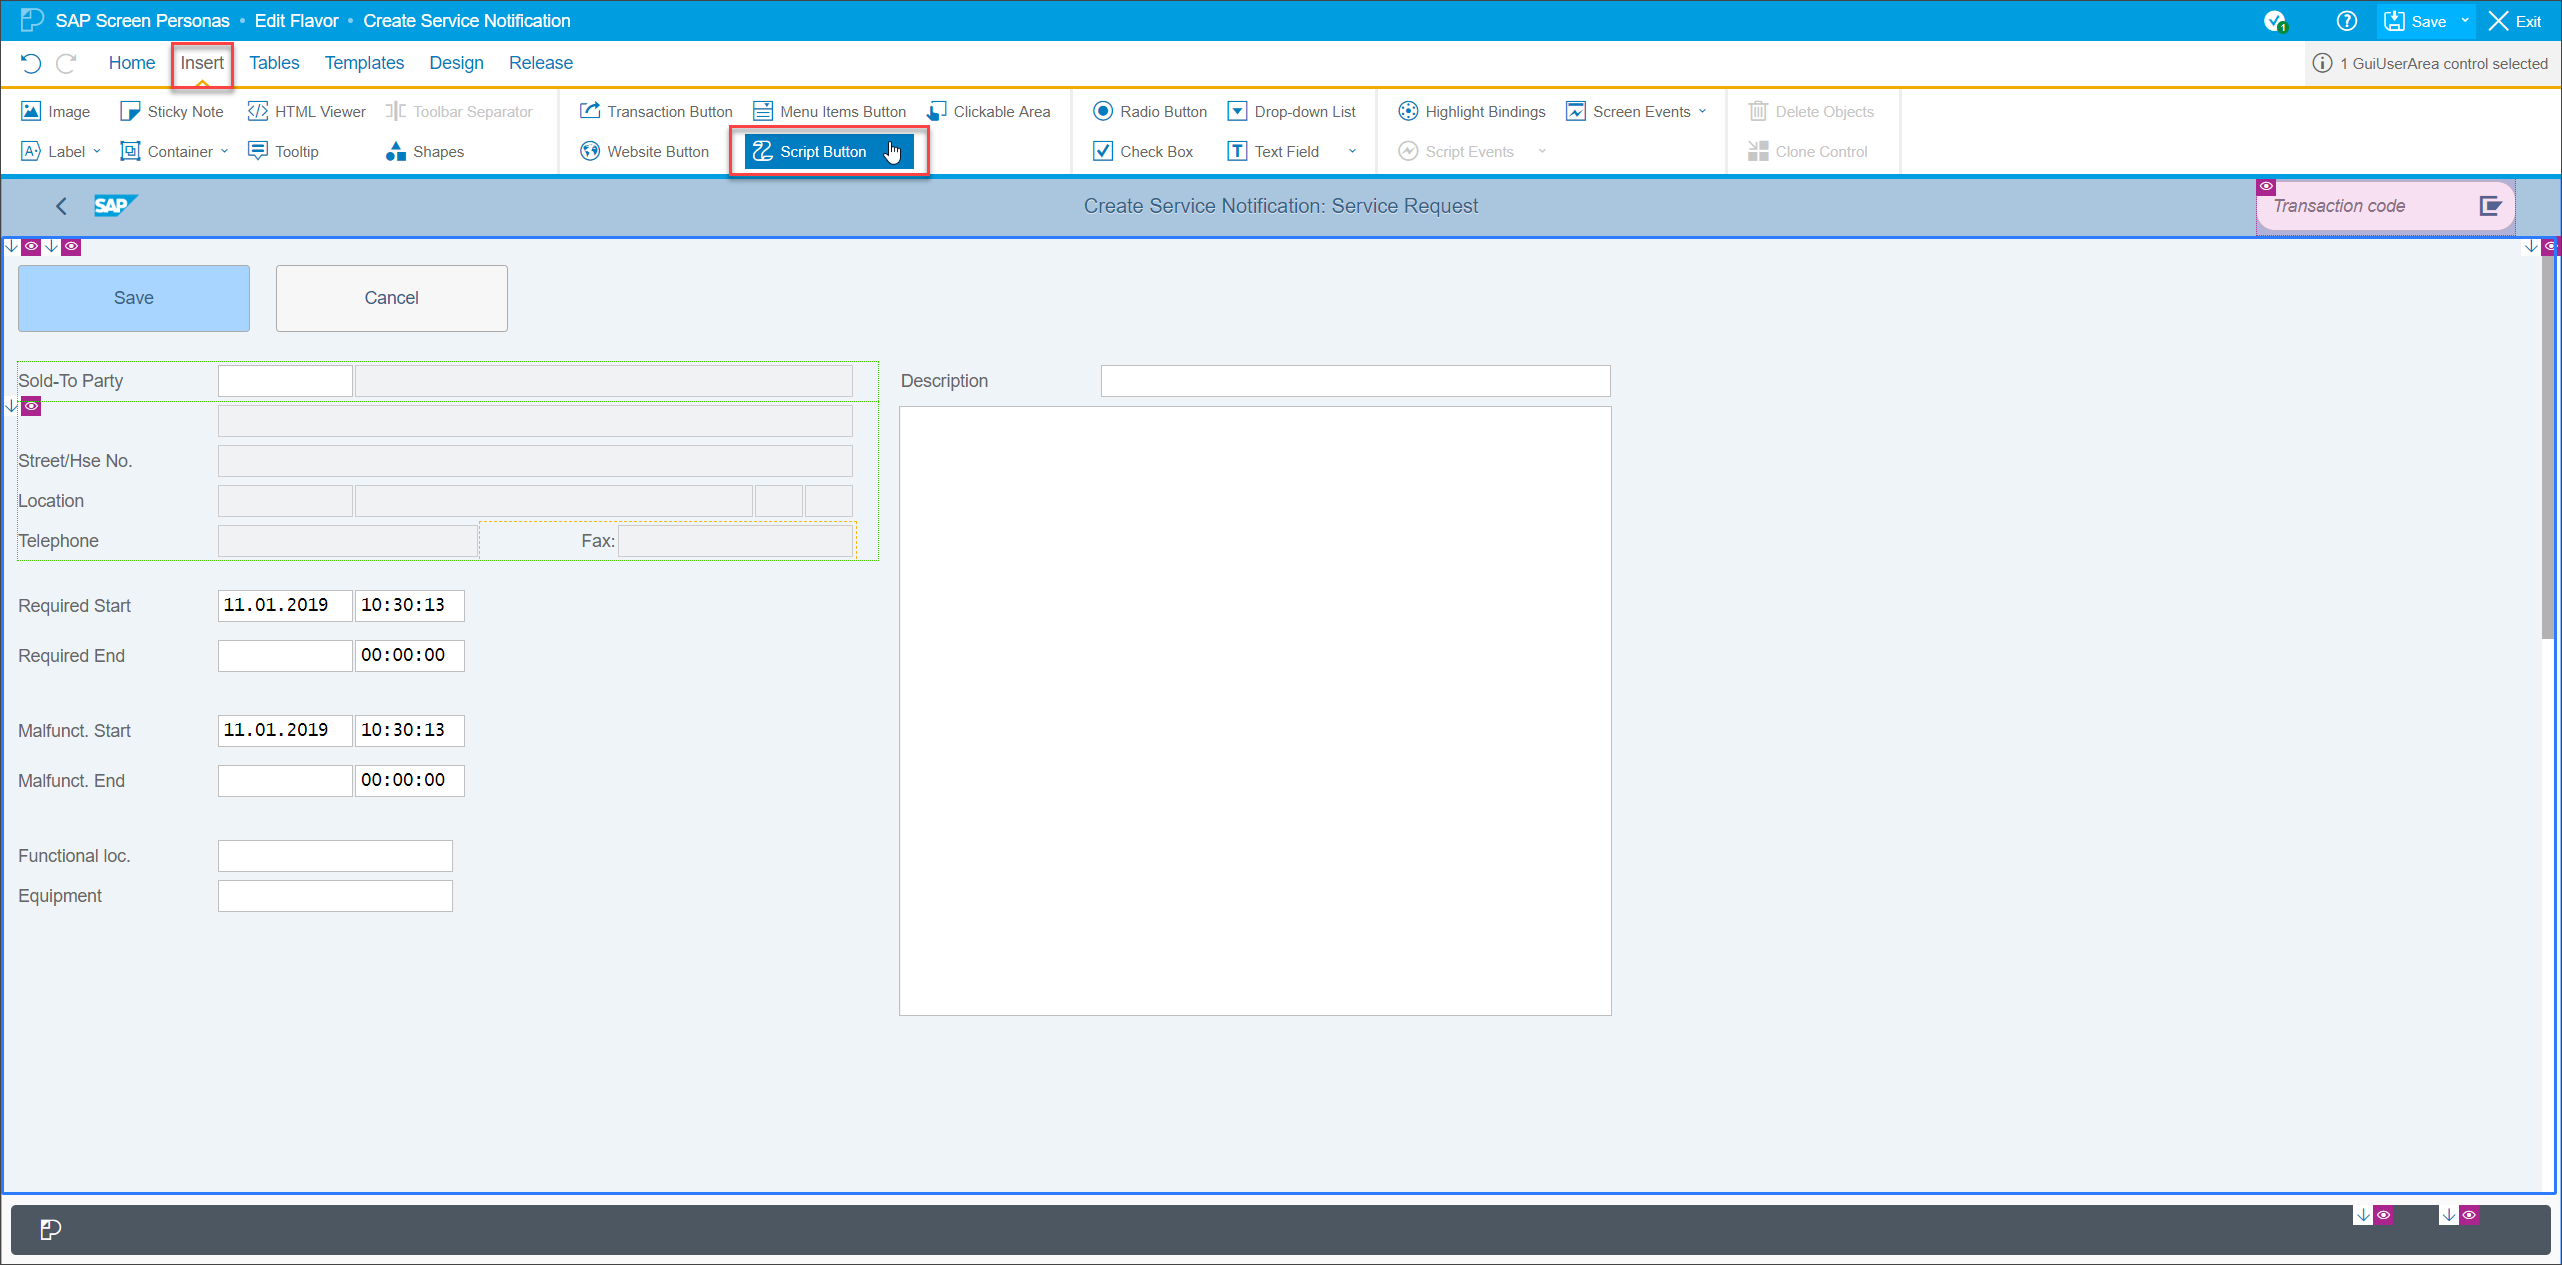 SAP Screen Personas • Edit Flavor • Create Service Notification
1 Save Exit
Home Insert Tables Templates Design Release 1 GuiUserArea control selected
Image Sticky Note HTML Viewer Toolbar Separator Transaction Button Menu Items Button Clickable Area Radio Button Drop-down List Highlight Bindings Screen Events Delete Objects
Label Container Tooltip Shapes Website Button Script Button Check Box Text Field Script Events Clone Control
SAP Create Service Notification: Service Request Transaction code
Save Cancel
Sold-To Party Description
Street/Hse No.
Location
Telephone Fax:
Required Start 11.01.2019 10:30:13
Required End 00:00:00
Malfunct. Start 11.01.2019 10:30:13
Malfunct. End 00:00:00
Functional loc.
Equipment